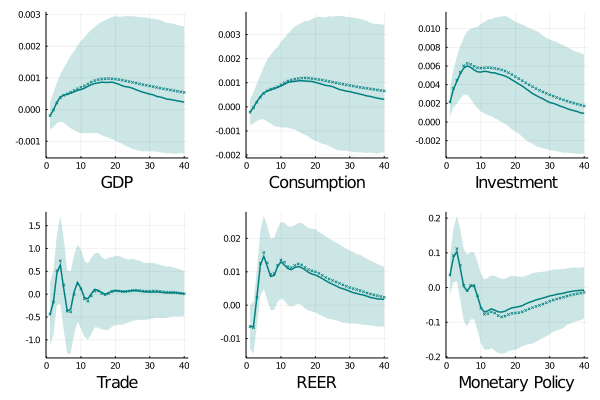 0.003
0.002
0.001
0.000
-0.001
0 10 20 30 40
GDP
0.003
0.002
0.001
0.000
-0.001
-0.002
0 10 20 30 40
Consumption
0.010
0.008
0.006
0.004
0.002
0.000
-0.002
0 10 20 30 40
Investment
1.5
1.0
0.5
0.0
-0.5
-1.0
0 10 20 30 40
Trade
0.02
0.01
0.00
-0.01
0 10 20 30 40
REER
0.2
0.1
0.0
-0.1
-0.2
0 10 20 30 40
Monetary Policy